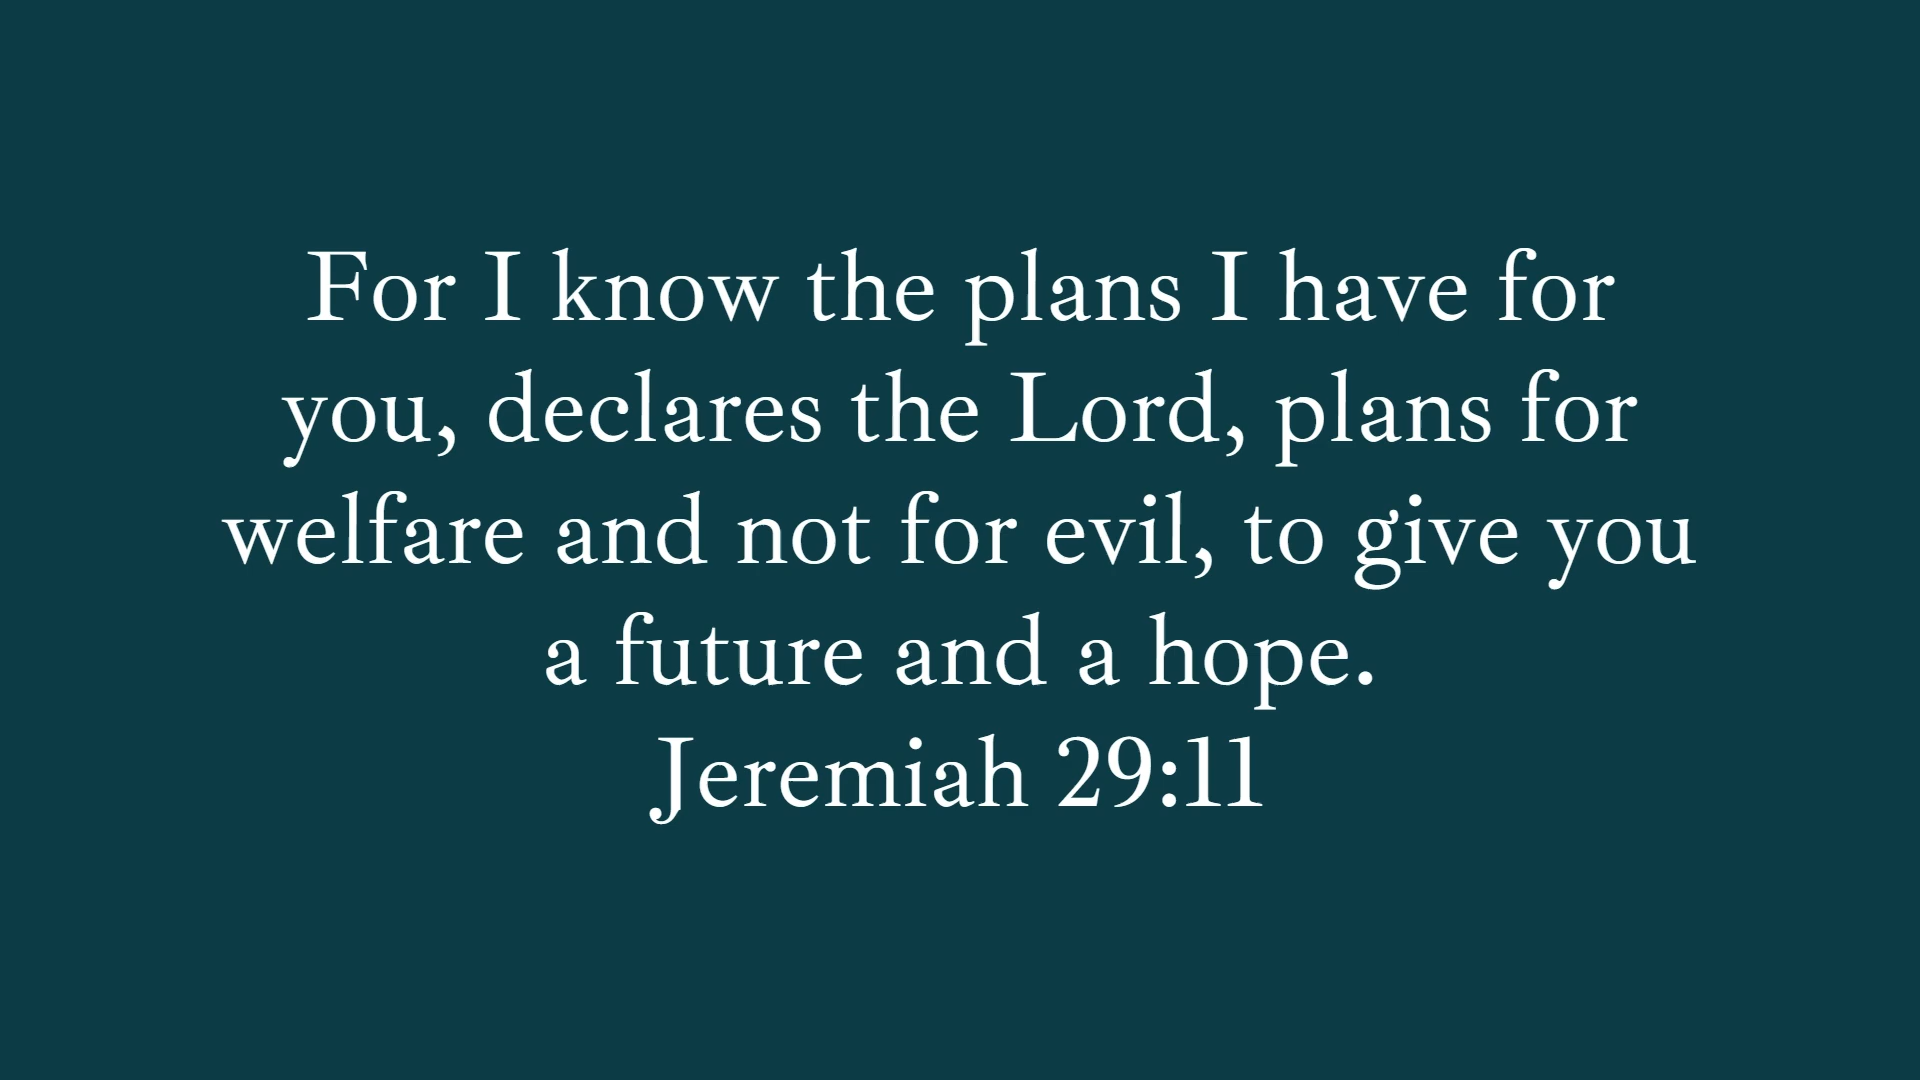 For I know the plans I have for
you, declares the Lord, plans for
welfare and not for evil, to give you
a future and a hope.
Jeremiah 29:11